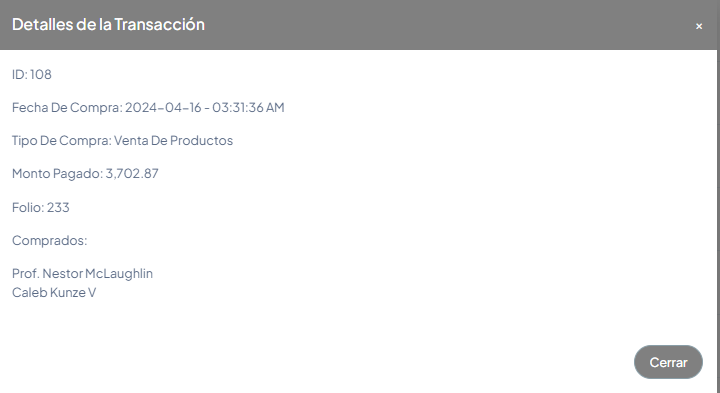 Detalles de la Transacción
×
ID: 108
Fecha De Compra: 2024-04-16 - 03:31:36 AM
Tipo De Compra: Venta De Productos
Monto Pagado: 3,702.87
Folio: 233
Comprados:
Prof. Nestor McLaughlin
Caleb Kunze V
Cerrar